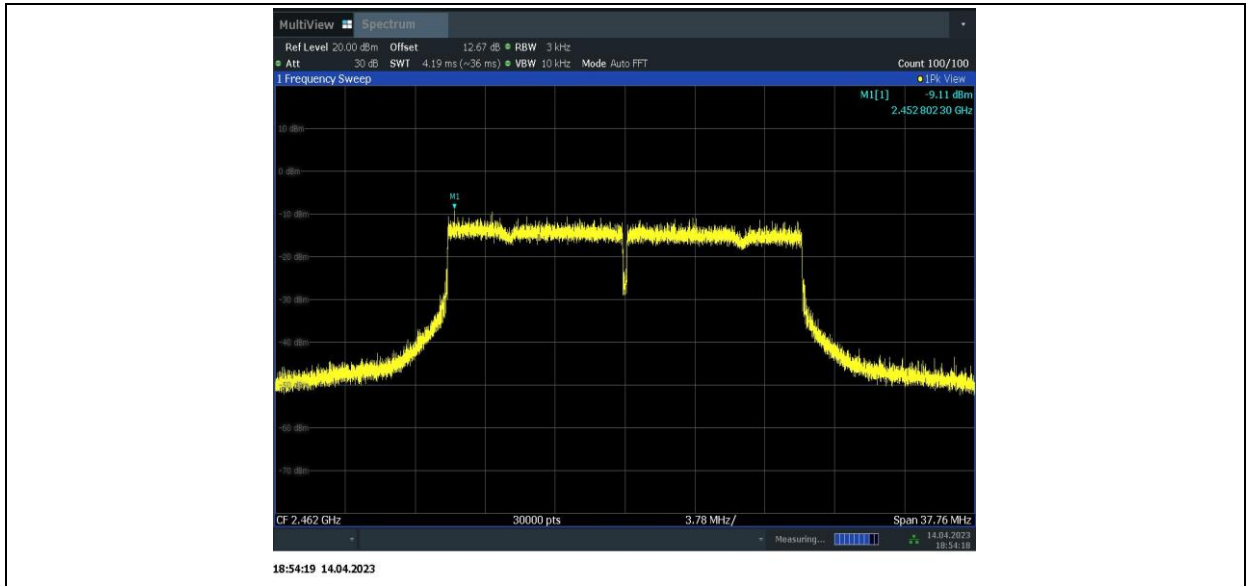 MultiView Spectrum
Ref Level 20.00 dBm Offset 12.67 dB RBW 3 kHz
Att 30 dB SWT 4.19 ms (~36 ms) VBW 10 kHz Mode Auto FFT Count 100/100
1 Frequency Sweep 1Pk View
M1[1] -9.11 dBm
2.452 802 30 GHz
10 dBm
0 dBm
M1
-10 dBm
-20 dBm
-30 dBm
-40 dBm
-50 dBm
-60 dBm
-70 dBm
CF 2.462 GHz 30000 pts 3.78 MHz/ Span 37.76 MHz
Measuring... 14.04.2023
18:54:18
18:54:19 14.04.2023